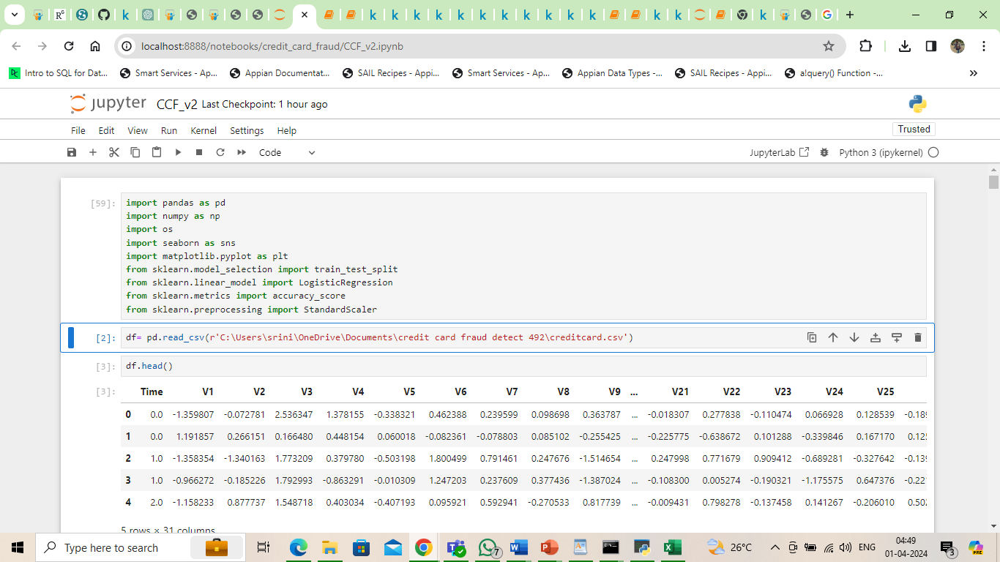 localhost:8888/notebooks/credit_card_fraud/CCF_v2.ipynb
Intro to SQL for Dat... Smart Services - Ap... Appian Documentat... SAIL Recipes - Appi... Smart Services - Ap... Appian Data Types -... SAIL Recipes - Appi... a!query() Function -...
jupyter CCF_v2 Last Checkpoint: 1 hour ago
File Edit View Run Kernel Settings Help Trusted
Code JupyterLab Python 3 (ipykernel)
[59]: import pandas as pd
import numpy as np
import os
import seaborn as sns
import matplotlib.pyplot as plt
from sklearn.model_selection import train_test_split
from sklearn.linear_model import LogisticRegression
from sklearn.metrics import accuracy_score
from sklearn.preprocessing import StandardScaler
[2]: df= pd.read_csv(r'C:\Users\srini\OneDrive\Documents\credit card fraud detect 492\creditcard.csv')
[3]: df.head()
[3]: Time V1 V2 V3 V4 V5 V6 V7 V8 V9 ... V21 V22 V23 V24 V25
0 0.0 -1.359807 -0.072781 2.536347 1.378155 -0.338321 0.462388 0.239599 0.098698 0.363787 ... -0.018307 0.277838 -0.110474 0.066928 0.128539 -0.189
1 0.0 1.191857 0.266151 0.166480 0.448154 0.060018 -0.082361 -0.078803 0.085102 -0.255425 ... -0.225775 -0.638672 0.101288 -0.339846 0.167170 0.125
2 1.0 -1.358354 -1.340163 1.773209 0.379780 -0.503198 1.800499 0.791461 0.247676 -1.514654 ... 0.247998 0.771679 0.909412 -0.689281 -0.327642 -0.139
3 1.0 -0.966272 -0.185226 1.792993 -0.863291 -0.010309 1.247203 0.237609 0.377436 -1.387024 ... -0.108300 0.005274 -0.190321 -1.175575 0.647376 -0.221
4 2.0 -1.158233 0.877737 1.548718 0.403034 -0.407193 0.095921 0.592941 -0.270533 0.817739 ... -0.009431 0.798278 -0.137458 0.141267 -0.206010 0.502
5 rows × 31 columns
Type here to search 7 26°C ENG 04:49 3 PRE
01-04-2024